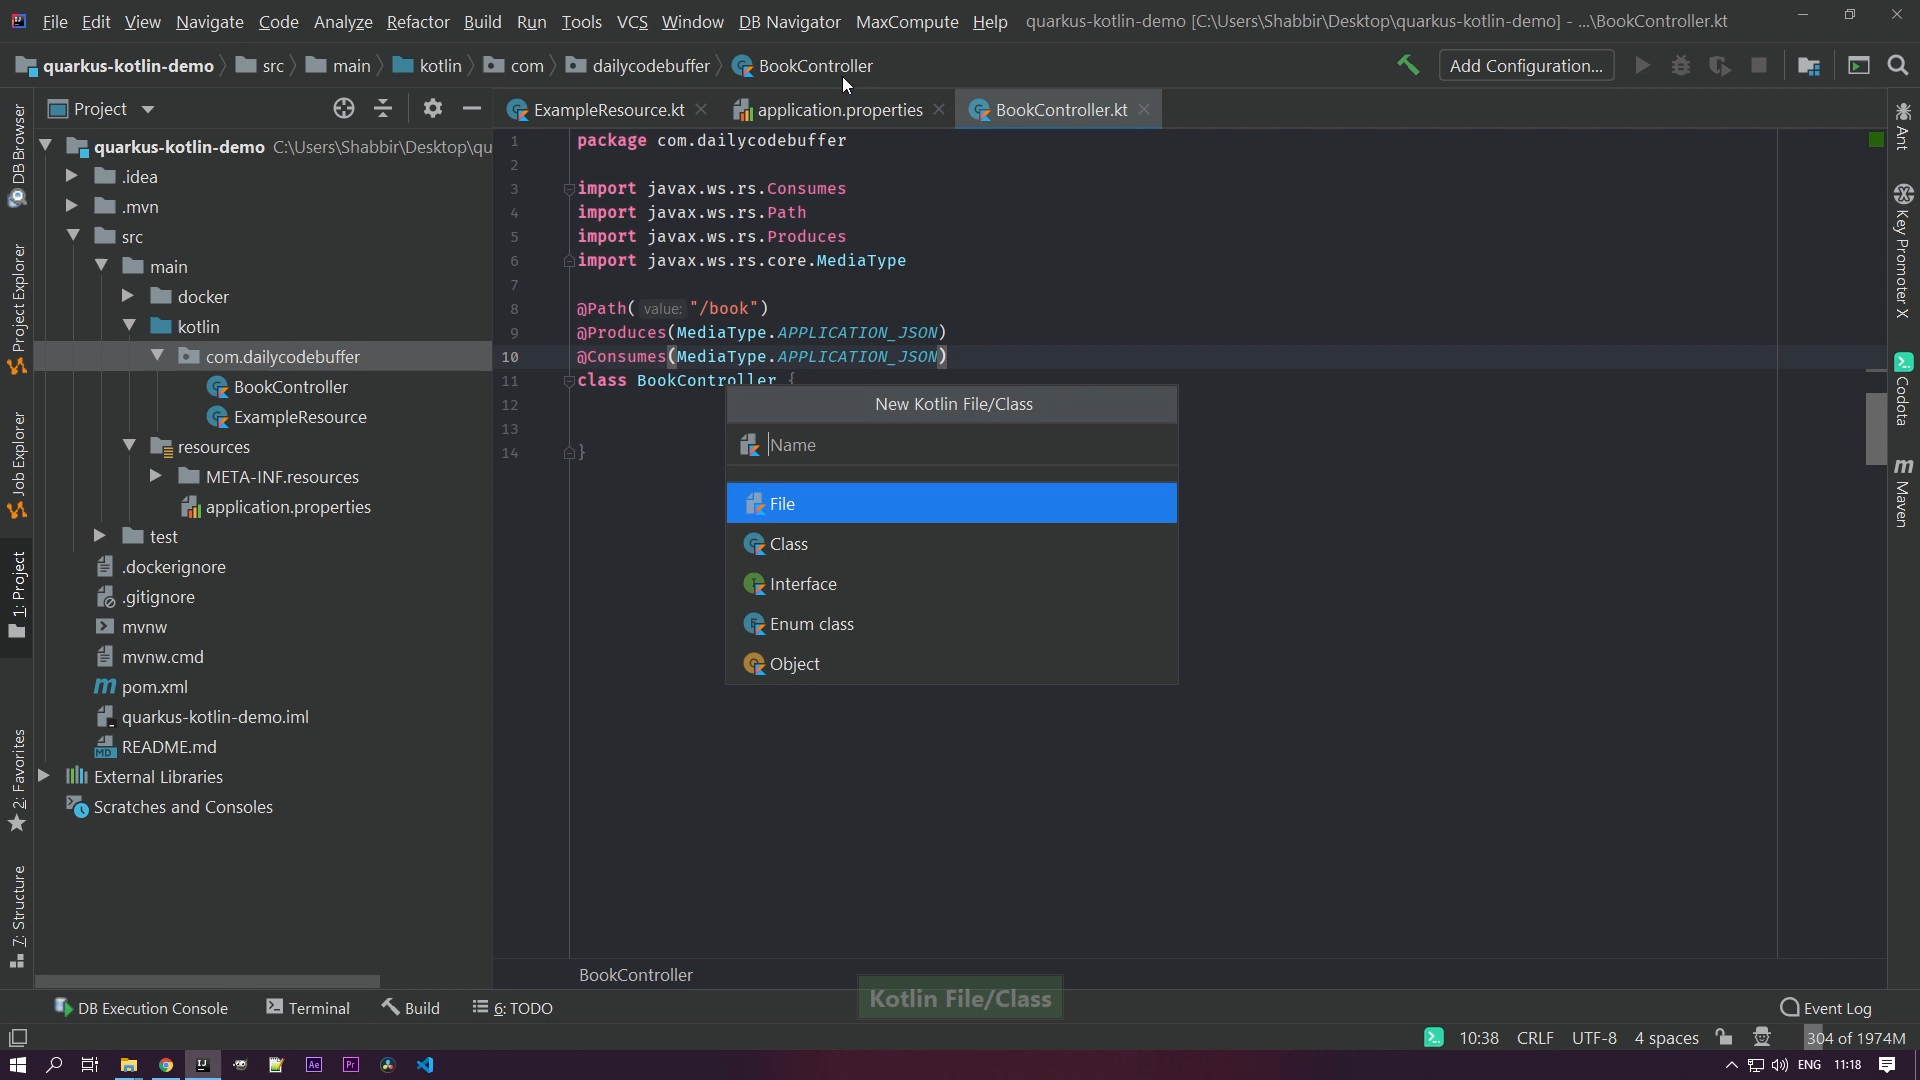 File Edit View Navigate Code Analyze Refactor Build Run Tools VCS Window DB Navigator MaxCompute Help quarkus-kotlin-demo [C:\Users\Shabbir\Desktop\quarkus-kotlin-demo] - ...\BookController.kt
quarkus-kotlin-demo src main kotlin com dailycodebuffer BookController Add Configuration...
Project
ExampleResource.kt application.properties BookController.kt
quarkus-kotlin-demo C:\Users\Shabbir\Desktop\qu
.idea
.mvn
src
main
docker
kotlin
com.dailycodebuffer
BookController
ExampleResource
resources
META-INF.resources
application.properties
test
.dockerignore
.gitignore
mvnw
mvnw.cmd
pom.xml
quarkus-kotlin-demo.iml
README.md
External Libraries
Scratches and Consoles
DB Browser
Project Explorer
Job Explorer
1: Project
2: Favorites
7: Structure
1 package com.dailycodebuffer
2
3 import javax.ws.rs.Consumes
4 import javax.ws.rs.Path
5 import javax.ws.rs.Produces
6 import javax.ws.rs.core.MediaType
7
8 @Path( value: "/book")
9 @Produces(MediaType.APPLICATION_JSON)
10 @Consumes(MediaType.APPLICATION_JSON)
11 class BookController {
12
13
14 }
New Kotlin File/Class
Name
File
Class
Interface
Enum class
Object
Ant
Key Promoter X
Codota
Maven
BookController
Kotlin File/Class
DB Execution Console Terminal Build 6: TODO Event Log
10:38 CRLF UTF-8 4 spaces 304 of 1974M
Ae Pr ENG 11:18